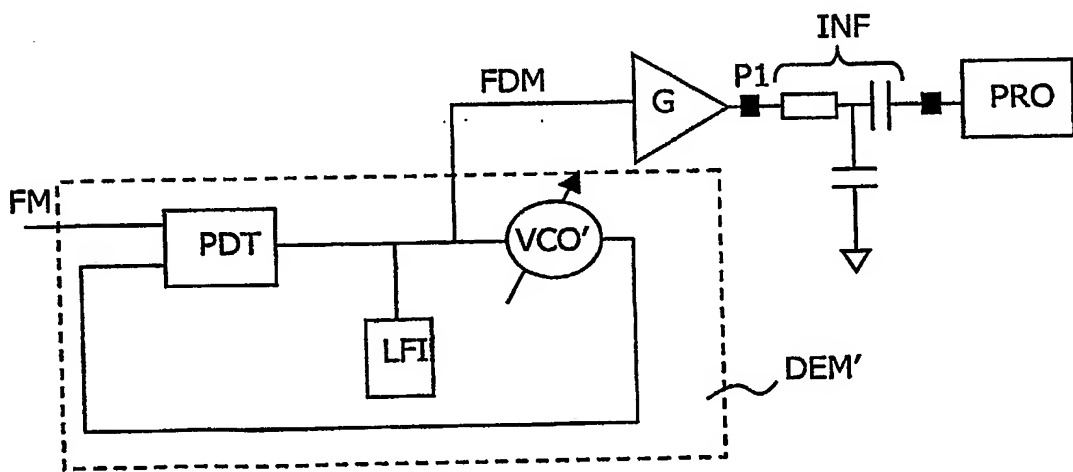 INF
FDM
P1
G
PRO
FM
PDT
VCO'
LFI
DEM'